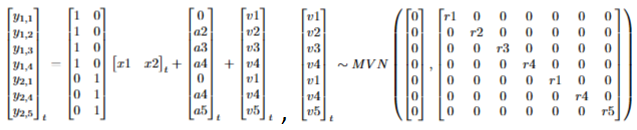 y1,1 1 0 0 v1 v1 0 r1 0 0 0 0 0 0
y1,2 1 0 a2 v2 v2 0 0 r2 0 0 0 0 0
y1,3 1 0 a3 v3 v3 0 0 0 r3 0 0 0 0
y1,4 = 1 0 [x1 x2]t + a4 + v4 , v4 ~ MVN 0 , 0 0 0 r4 0 0 0
y2,1 0 1 0 v1 v1 0 0 0 0 0 r1 0 0
y2,4 0 1 a4 v4 v4 0 0 0 0 0 0 r4 0
y2,5 0 1 a5 v5 v5 0 0 0 0 0 0 0 r5
t t t t